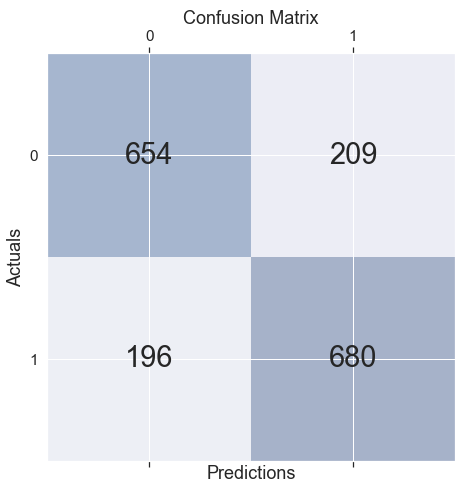 Confusion Matrix
0 1
0 654 209
Actuals
1 196 680
Predictions